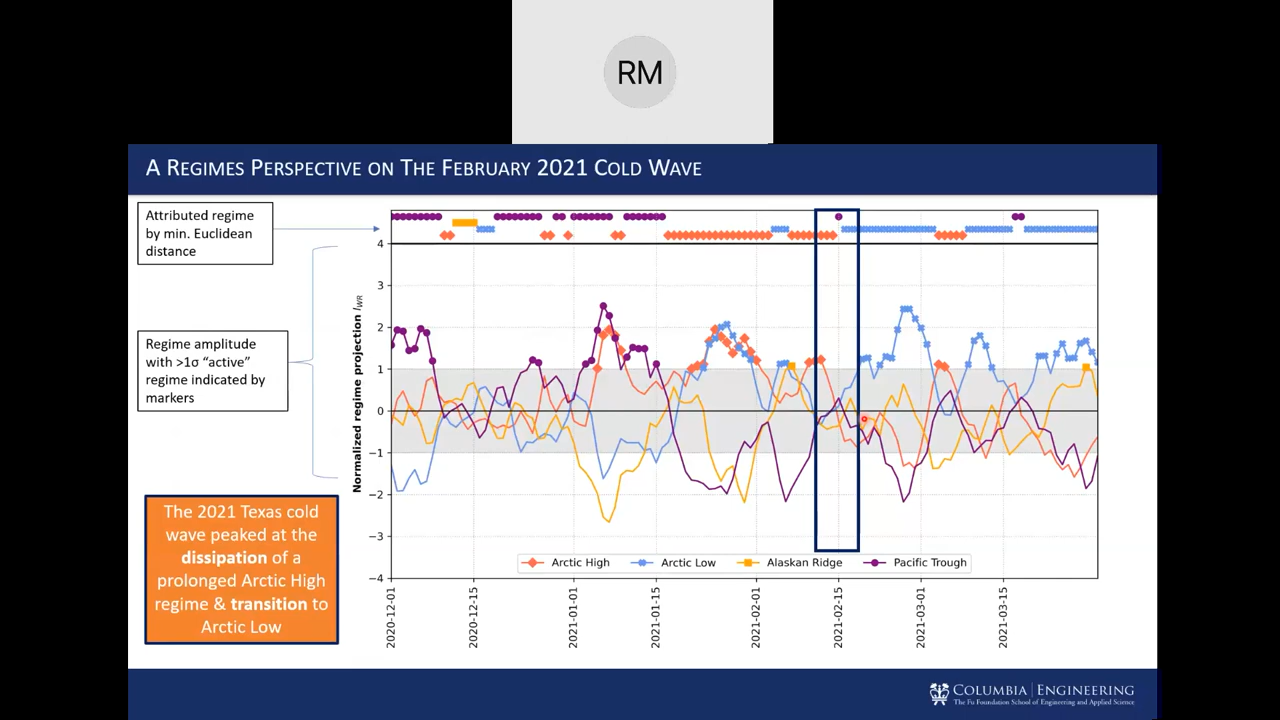 RM
A REGIMES PERSPECTIVE ON THE FEBRUARY 2021 COLD WAVE
Attributed regime
by min. Euclidean
distance
Regime amplitude
with >1σ “active”
regime indicated by
markers
The 2021 Texas cold
wave peaked at the
dissipation of a
prolonged Arctic High
regime & transition to
Arctic Low
Normalized regime projection IWR
4
3
2
1
0
−1
−2
−3
−4
Arctic High
Arctic Low
Alaskan Ridge
Pacific Trough
2020-12-01
2020-12-15
2021-01-01
2021-01-15
2021-02-01
2021-02-15
2021-03-01
2021-03-15
COLUMBIA | ENGINEERING
The Fu Foundation School of Engineering and Applied Science